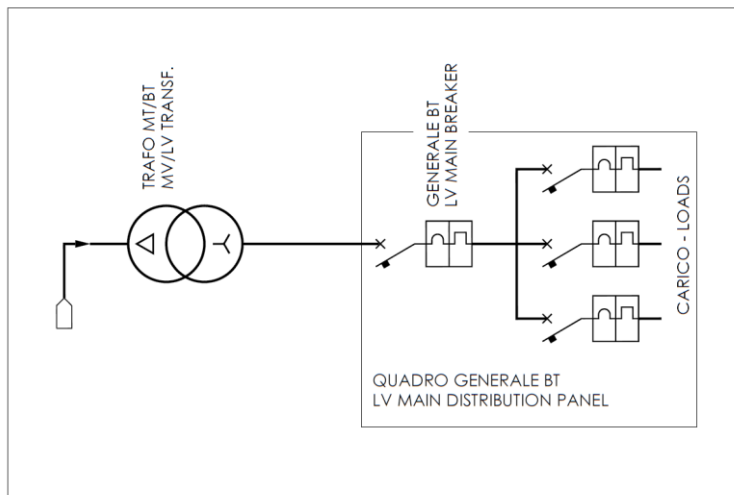 TRAFO MT/BT
MV/LV TRANSF.
GENERALE BT
LV MAIN BREAKER
CARICO - LOADS
QUADRO GENERALE BT
LV MAIN DISTRIBUTION PANEL